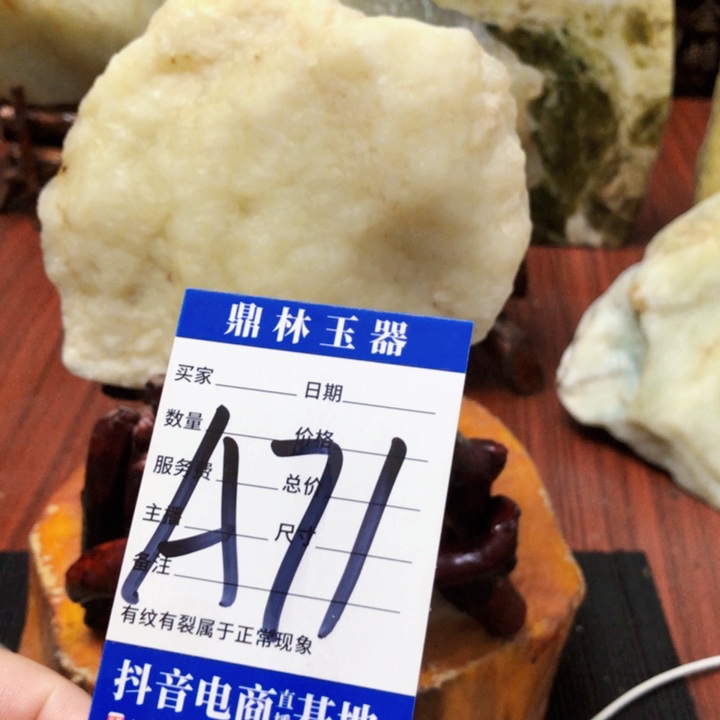 鼎林玉器
买家 日期
数量 价格
服务费 总价
主播 尺寸
备注
A71
有纹有裂属于正常现象
抖音电商直播基地